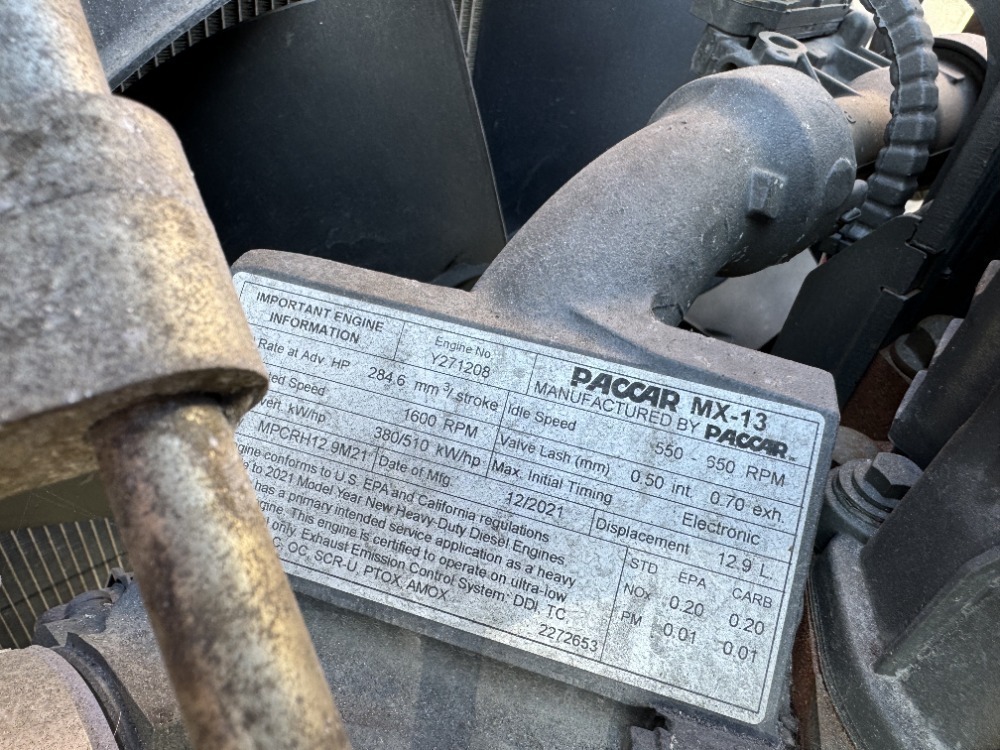 IMPORTANT ENGINE
INFORMATION
Engine No.
Y271208
PACCAR MX-13
MANUFACTURED BY PACCAR
Rate at Adv. HP 284.6 mm³/stroke
Idle Speed 550 - 650 RPM
Speed 1600 RPM
Valve Lash (mm) 0.50 int. 0.70 exh.
kW/hp 380/510 kW/hp
Max. Initial Timing Electronic
MPCRH12.9M21
Date of Mfg. 12/2021
Displacement 12.9 L
conforms to U.S. EPA and California regulations
to 2021 Model Year New Heavy-Duty Diesel Engines.
has a primary intended service application as a heavy
This engine is certified to operate on ultra-low
only. Exhaust Emission Control System: DDI, TC,
OC, SCR-U, PTOX, AMOX
2272653
STD EPA CARB
NOx 0.20 0.20
PM 0.01 0.01